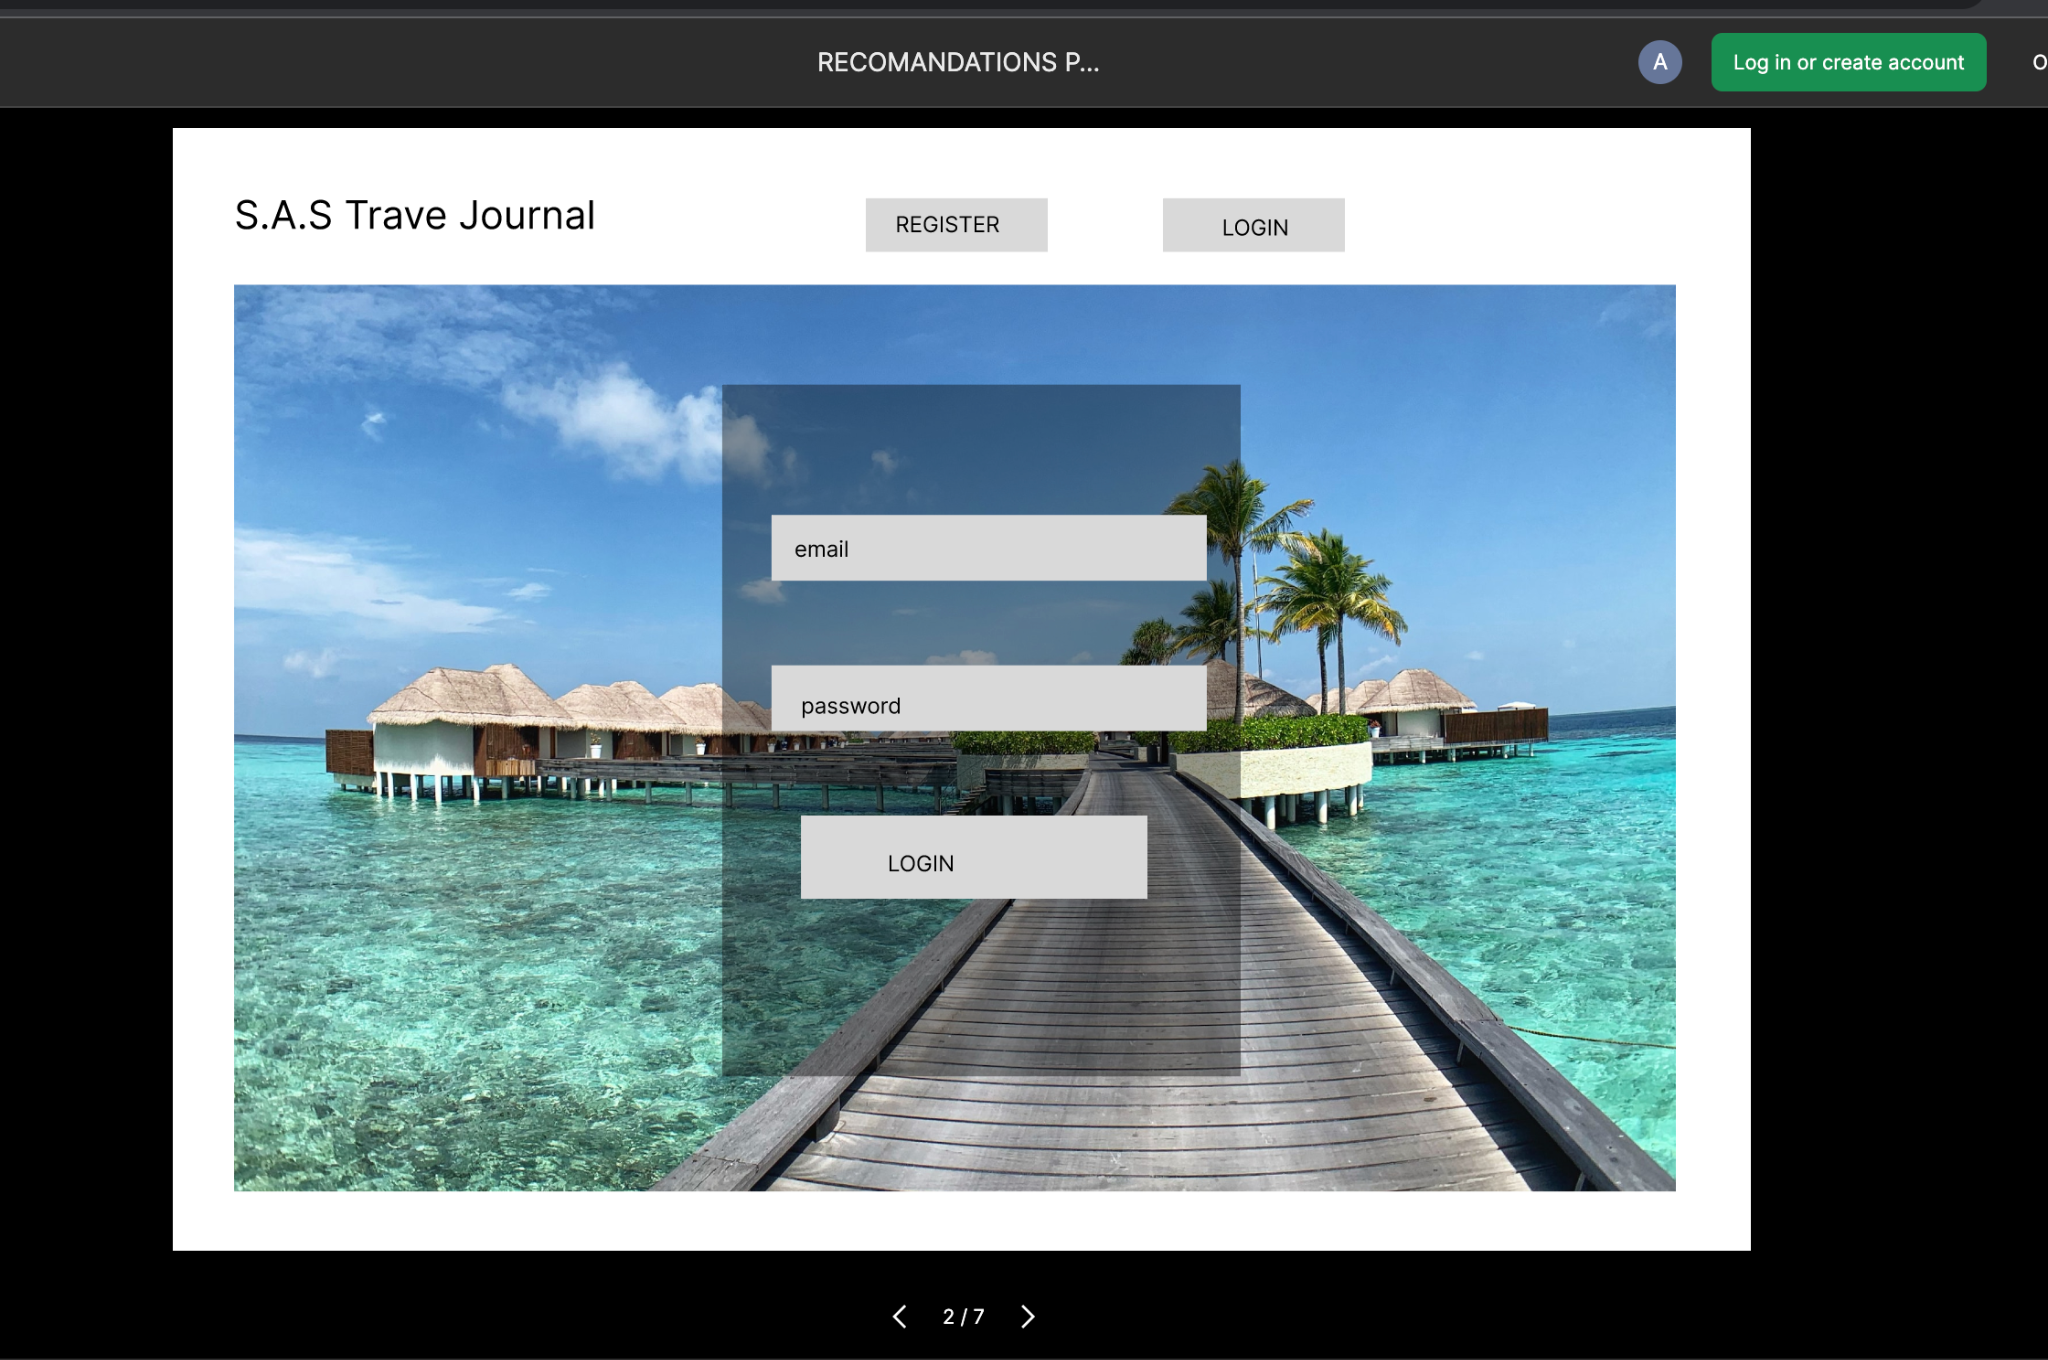 RECOMANDATIONS P...
A
Log in or create account
S.A.S Trave Journal
REGISTER
LOGIN
email
password
LOGIN
2 / 7